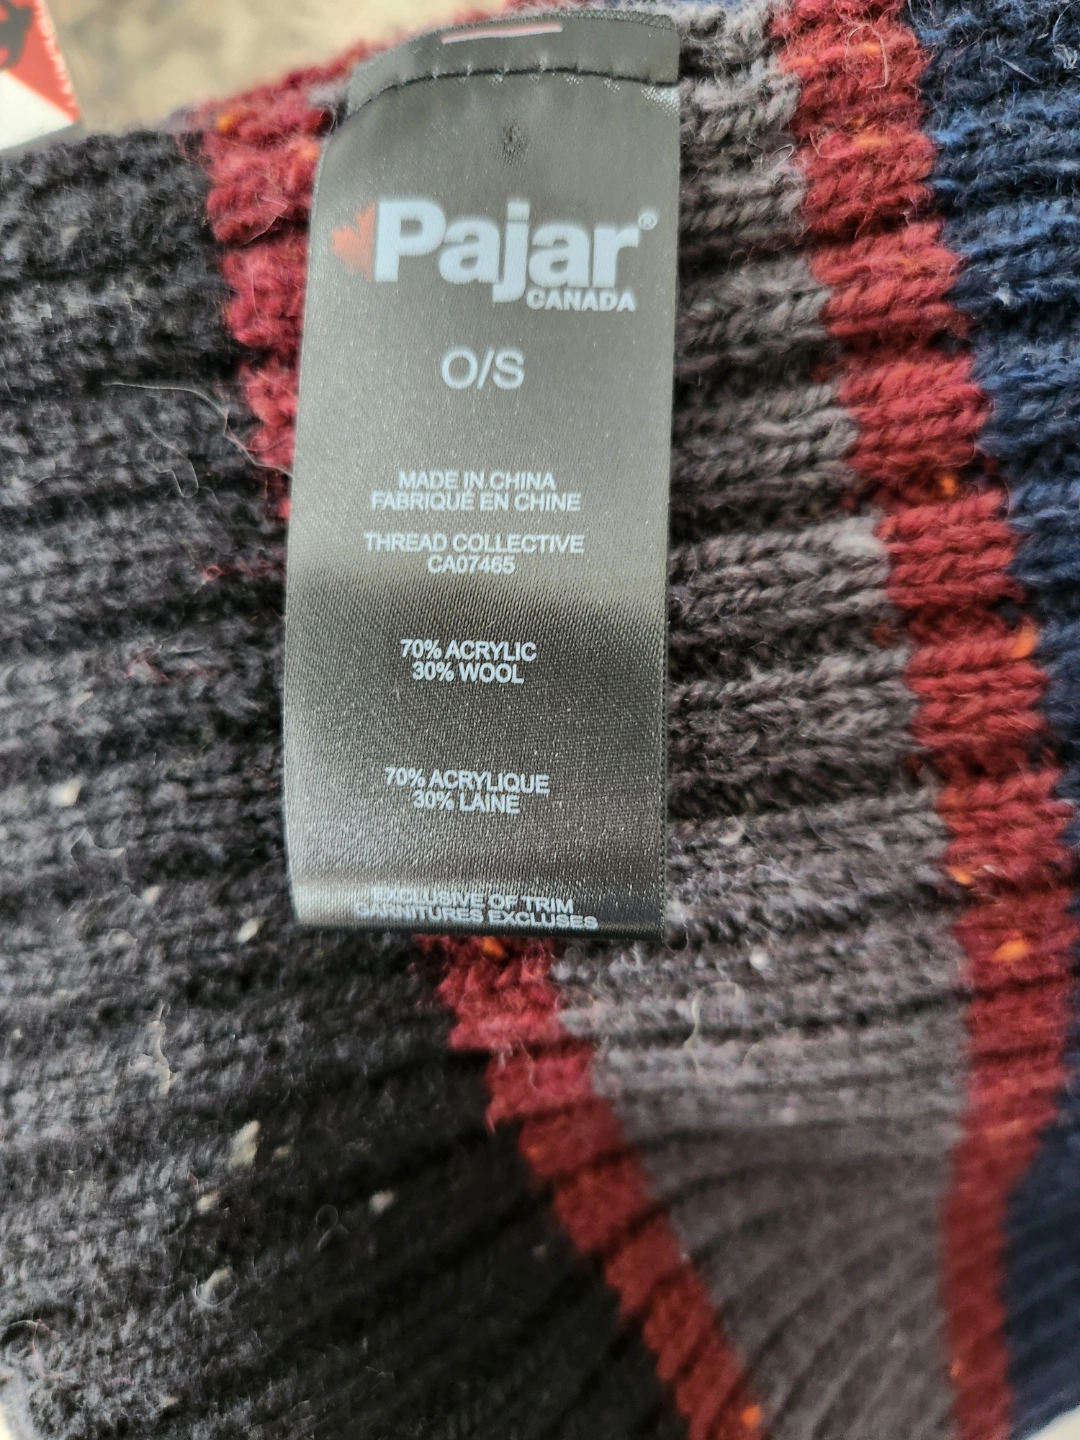 Pajar®
CANADA
O/S
MADE IN CHINA
FABRIQUÉ EN CHINE
THREAD COLLECTIVE
CA07465
70% ACRYLIC
30% WOOL
70% ACRYLIQUE
30% LAINE
EXCLUSIVE OF TRIM
GARNITURES EXCLUSES